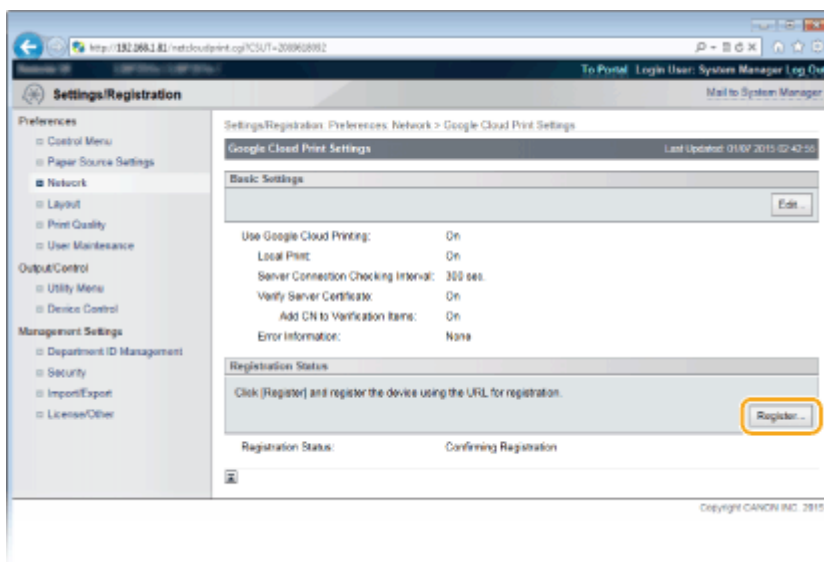 http://192.168.1.81/netcloudprint.cgi?CSUT=2089618092
To Portal Login User: System Manager Log Ou
Settings/Registration
Mail to System Manager
Preferences
Control Menu
Paper Source Settings
Network
Layout
Print Quality
User Maintenance
Output/Control
Utility Menu
Device Control
Management Settings
Department ID Management
Security
Import/Export
License/Other
Settings/Registration: Preferences: Network > Google Cloud Print Settings
Google Cloud Print Settings
Last Updated: 01/07 2015 02:42:56
Basic Settings
Edit...
Use Google Cloud Printing: On
Local Print: On
Server Connection Checking Interval: 300 sec.
Verify Server Certificate: On
Add CN to Verification Items: On
Error Information: None
Registration Status
Click [Register] and register the device using the URL for registration.
Register...
Registration Status: Confirming Registration
Copyright CANON INC. 2015